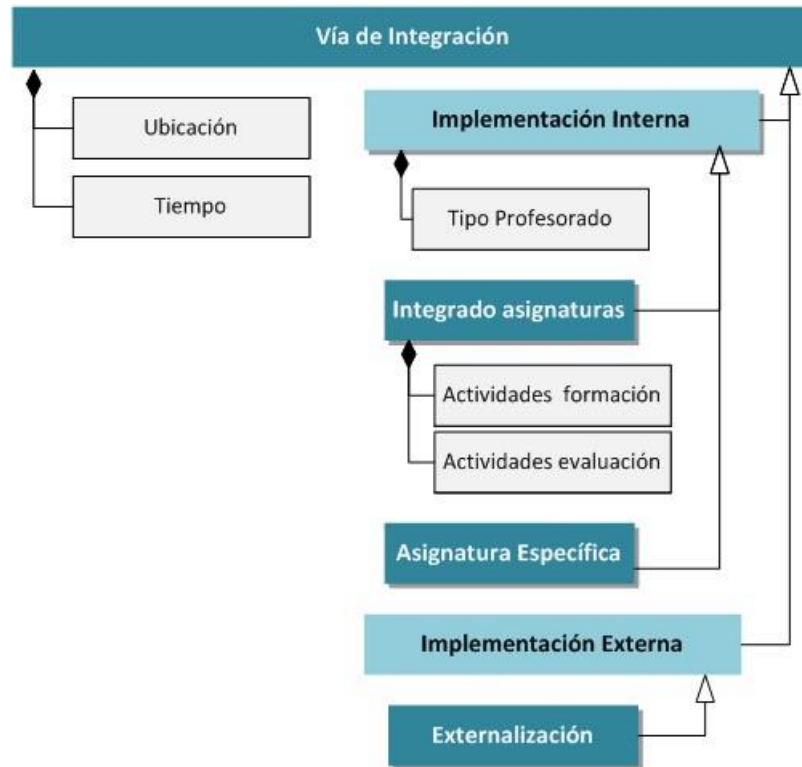 Vía de Integración
Ubicación
Implementación Interna
Tiempo
Tipo Profesorado
Integrado asignaturas
Actividades formación
Actividades evaluación
Asignatura Específica
Implementación Externa
Externalización